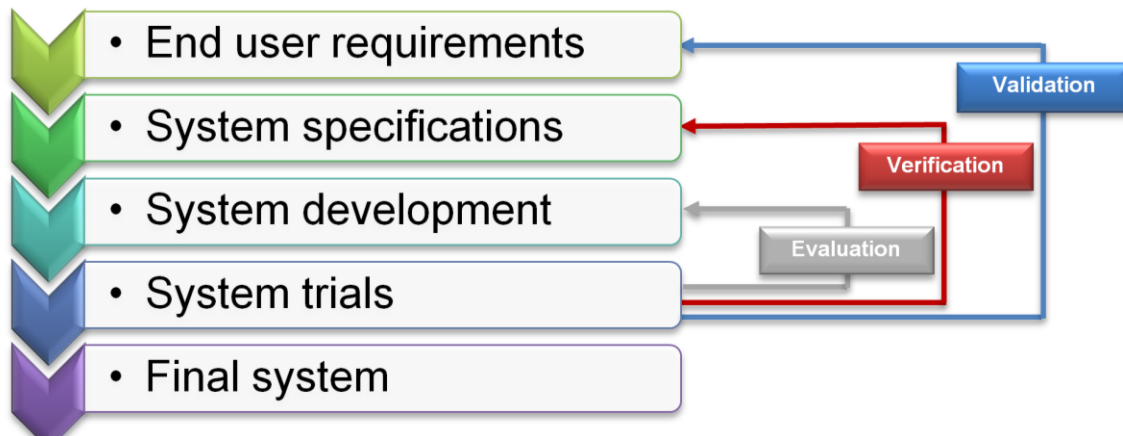 • End user requirements
Validation
• System specifications
Verification
• System development
Evaluation
• System trials
• Final system